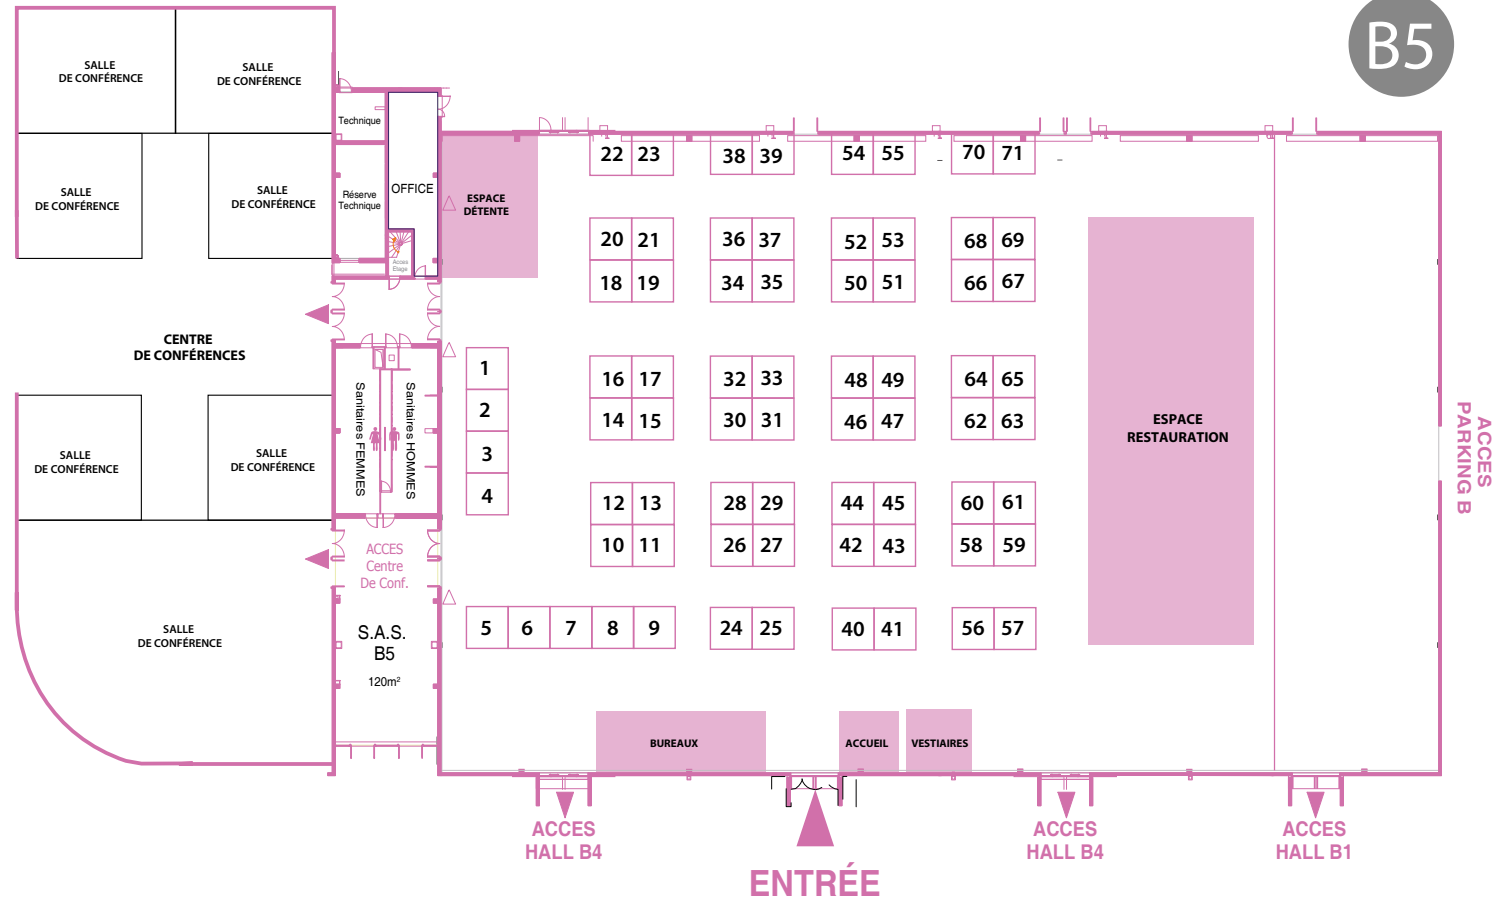 B5
SALLE
DE CONFÉRENCE
SALLE
DE CONFÉRENCE
Technique
OFFICE
Réserve
Technique
Acces
Etage
SALLE
DE CONFÉRENCE
SALLE
DE CONFÉRENCE
ESPACE
DÉTENTE
22 23 38 39 54 55 70 71
20 21 36 37 52 53 68 69
18 19 34 35 50 51 66 67
CENTRE
DE CONFÉRENCES
1
16 17 32 33 48 49 64 65
2
14 15 30 31 46 47 62 63
3
4
12 13 28 29 44 45 60 61
10 11 26 27 42 43 58 59
5 6 7 8 9 24 25 40 41 56 57
Sanitaires FEMMES
Sanitaires HOMMES
SALLE
DE CONFÉRENCE
SALLE
DE CONFÉRENCE
ESPACE
RESTAURATION
ACCES
PARKING B
ACCES
Centre
De Conf.
S.A.S.
B5
120m²
SALLE
DE CONFÉRENCE
BUREAUX
ACCUEIL
VESTIAIRES
ACCES
HALL B4
ENTRÉE
ACCES
HALL B4
ACCES
HALL B1